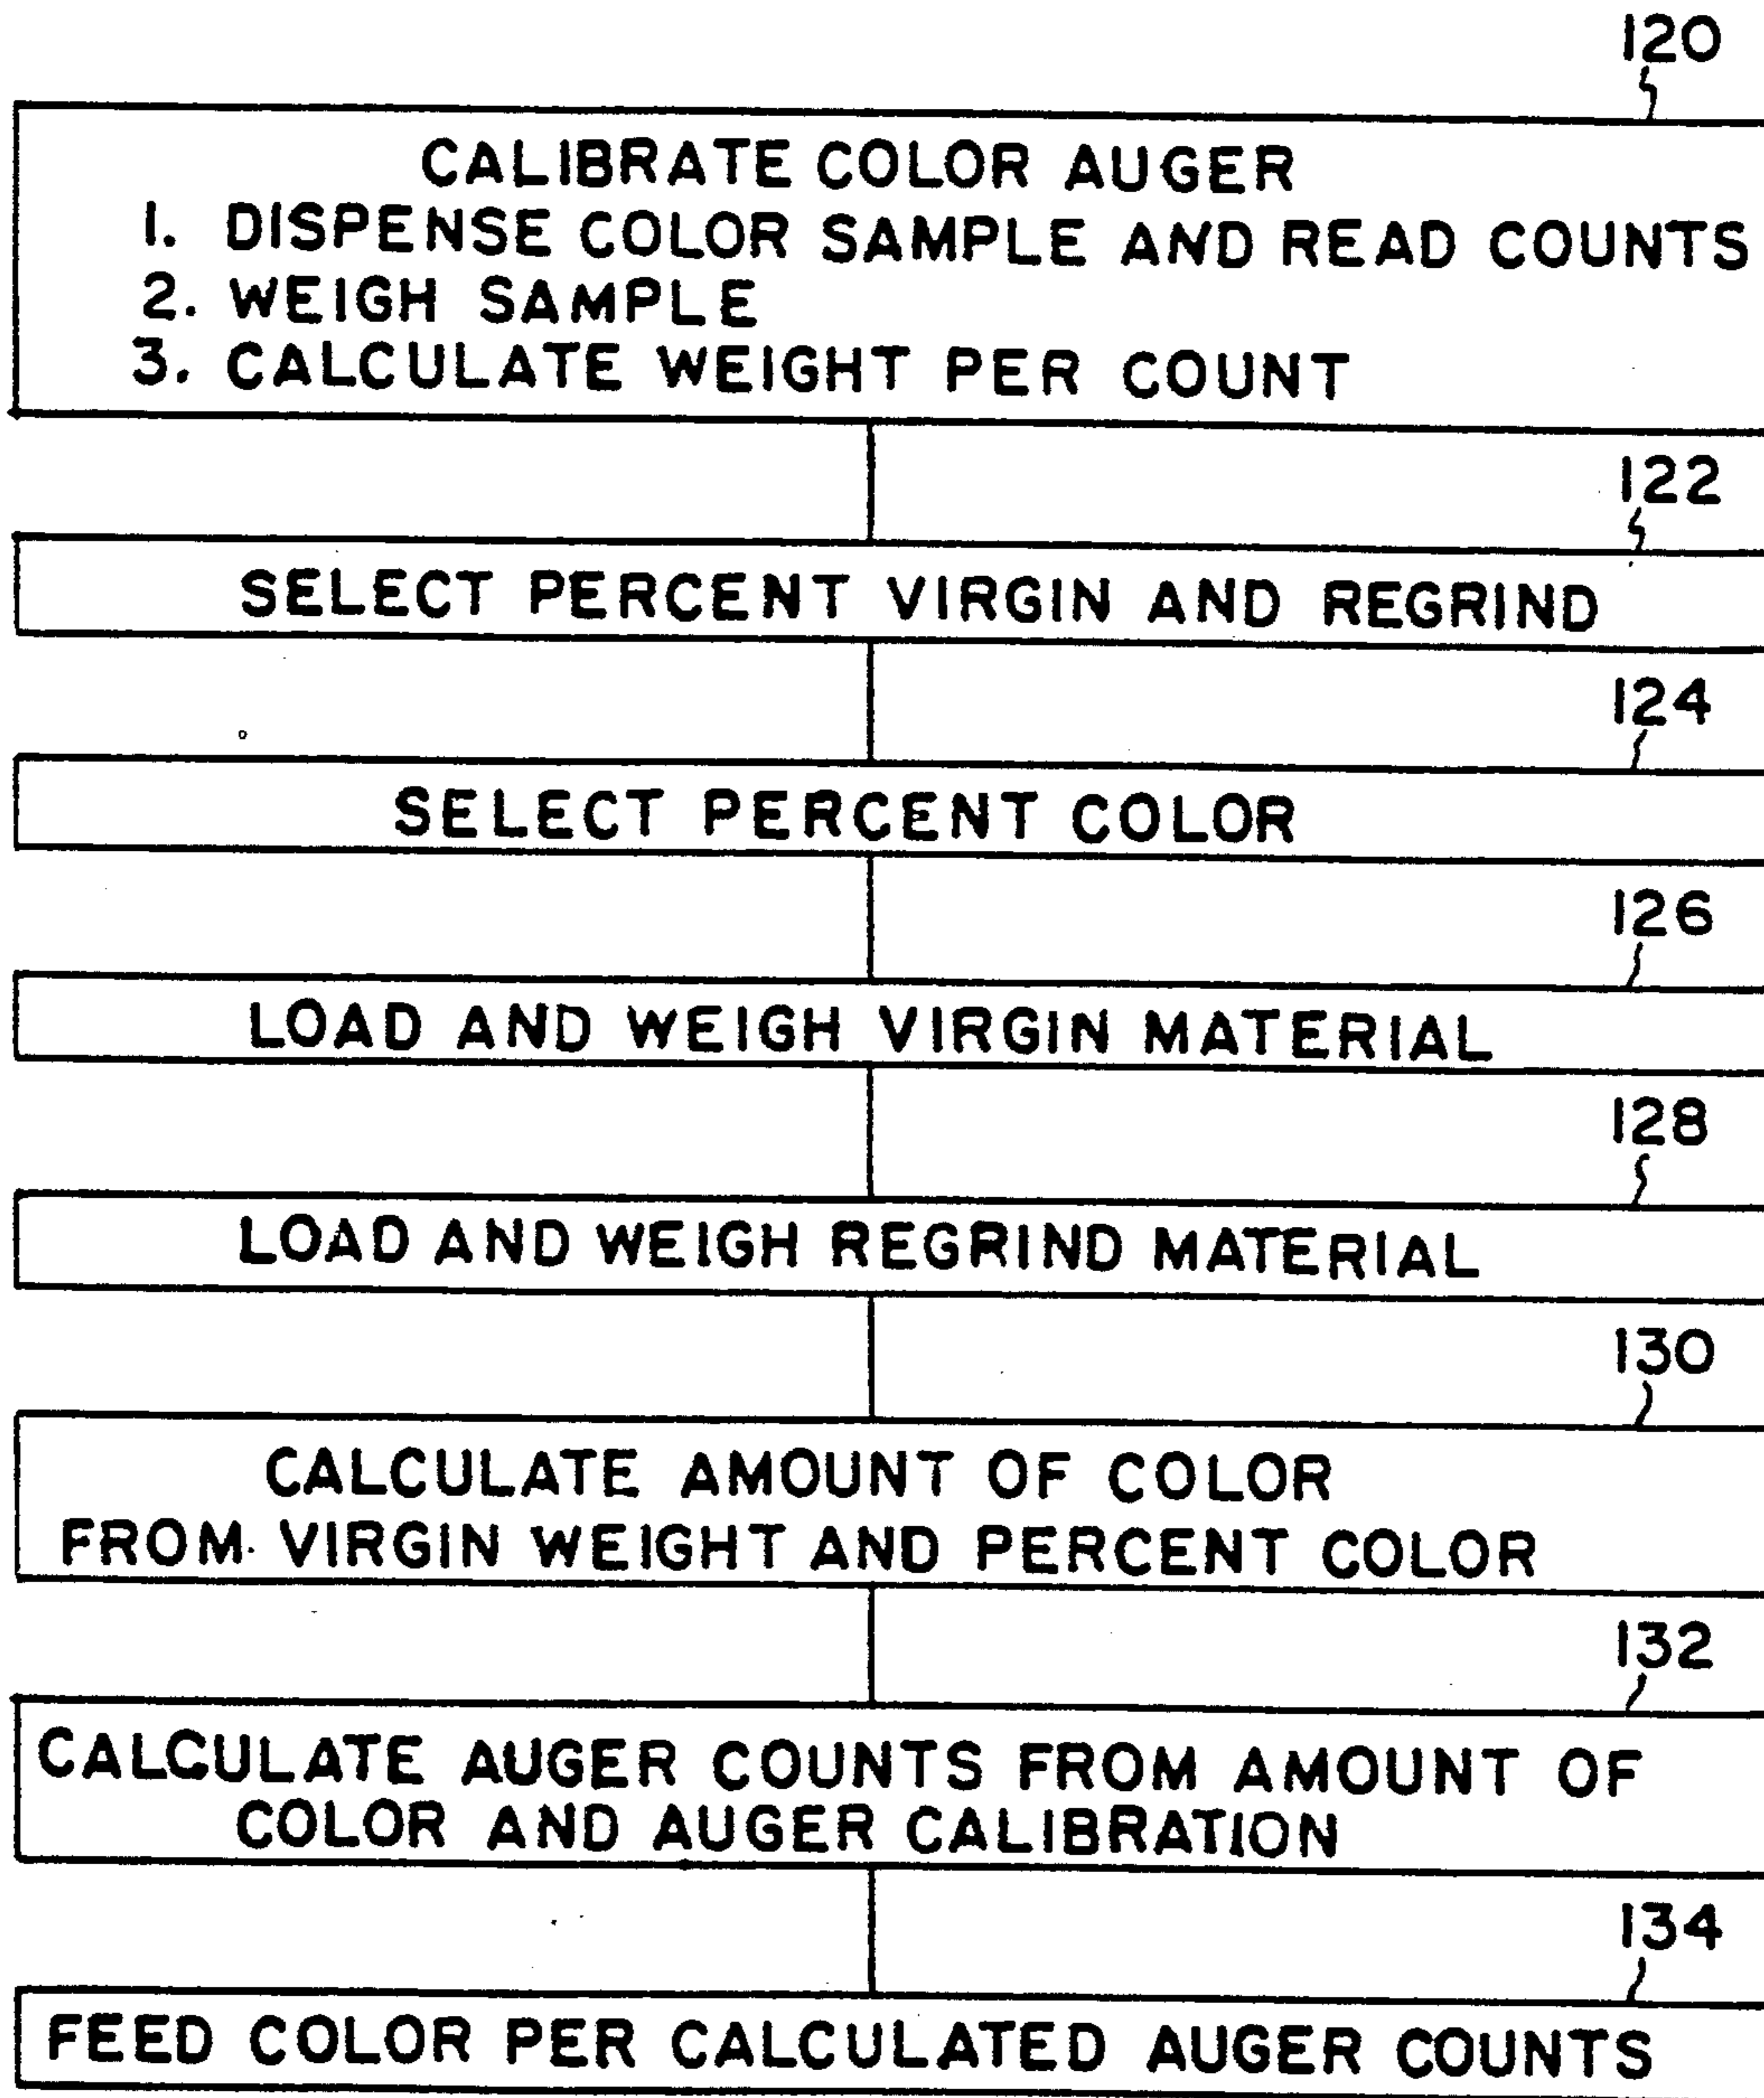 120
CALIBRATE COLOR AUGER
1. DISPENSE COLOR SAMPLE AND READ COUNTS
2. WEIGH SAMPLE
3. CALCULATE WEIGHT PER COUNT
122
SELECT PERCENT VIRGIN AND REGRIND
124
SELECT PERCENT COLOR
126
LOAD AND WEIGH VIRGIN MATERIAL
128
LOAD AND WEIGH REGRIND MATERIAL
130
CALCULATE AMOUNT OF COLOR
FROM VIRGIN WEIGHT AND PERCENT COLOR
132
CALCULATE AUGER COUNTS FROM AMOUNT OF
COLOR AND AUGER CALIBRATION
134
FEED COLOR PER CALCULATED AUGER COUNTS